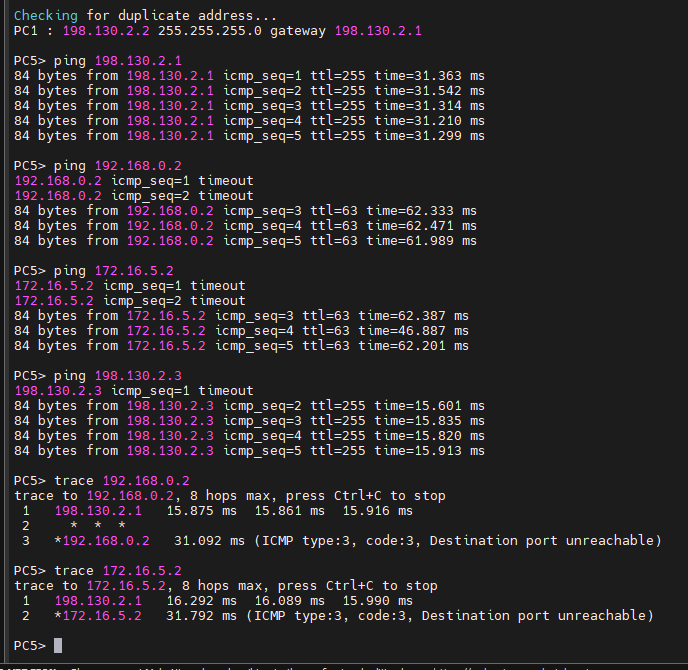 Checking for duplicate address...
PC1 : 198.130.2.2 255.255.255.0 gateway 198.130.2.1
PC5> ping 198.130.2.1
84 bytes from 198.130.2.1 icmp_seq=1 ttl=255 time=31.363 ms
84 bytes from 198.130.2.1 icmp_seq=2 ttl=255 time=31.542 ms
84 bytes from 198.130.2.1 icmp_seq=3 ttl=255 time=31.314 ms
84 bytes from 198.130.2.1 icmp_seq=4 ttl=255 time=31.210 ms
84 bytes from 198.130.2.1 icmp_seq=5 ttl=255 time=31.299 ms
PC5> ping 192.168.0.2
192.168.0.2 icmp_seq=1 timeout
192.168.0.2 icmp_seq=2 timeout
84 bytes from 192.168.0.2 icmp_seq=3 ttl=63 time=62.333 ms
84 bytes from 192.168.0.2 icmp_seq=4 ttl=63 time=62.471 ms
84 bytes from 192.168.0.2 icmp_seq=5 ttl=63 time=61.989 ms
PC5> ping 172.16.5.2
172.16.5.2 icmp_seq=1 timeout
172.16.5.2 icmp_seq=2 timeout
84 bytes from 172.16.5.2 icmp_seq=3 ttl=63 time=62.387 ms
84 bytes from 172.16.5.2 icmp_seq=4 ttl=63 time=46.887 ms
84 bytes from 172.16.5.2 icmp_seq=5 ttl=63 time=62.201 ms
PC5> ping 198.130.2.3
198.130.2.3 icmp_seq=1 timeout
84 bytes from 198.130.2.3 icmp_seq=2 ttl=255 time=15.601 ms
84 bytes from 198.130.2.3 icmp_seq=3 ttl=255 time=15.835 ms
84 bytes from 198.130.2.3 icmp_seq=4 ttl=255 time=15.820 ms
84 bytes from 198.130.2.3 icmp_seq=5 ttl=255 time=15.913 ms
PC5> trace 192.168.0.2
trace to 192.168.0.2, 8 hops max, press Ctrl+C to stop
1 198.130.2.1 15.875 ms 15.861 ms 15.916 ms
2 * * *
3 *192.168.0.2 31.092 ms (ICMP type:3, code:3, Destination port unreachable)
PC5> trace 172.16.5.2
trace to 172.16.5.2, 8 hops max, press Ctrl+C to stop
1 198.130.2.1 16.292 ms 16.089 ms 15.990 ms
2 *172.16.5.2 31.792 ms (ICMP type:3, code:3, Destination port unreachable)
PC5>